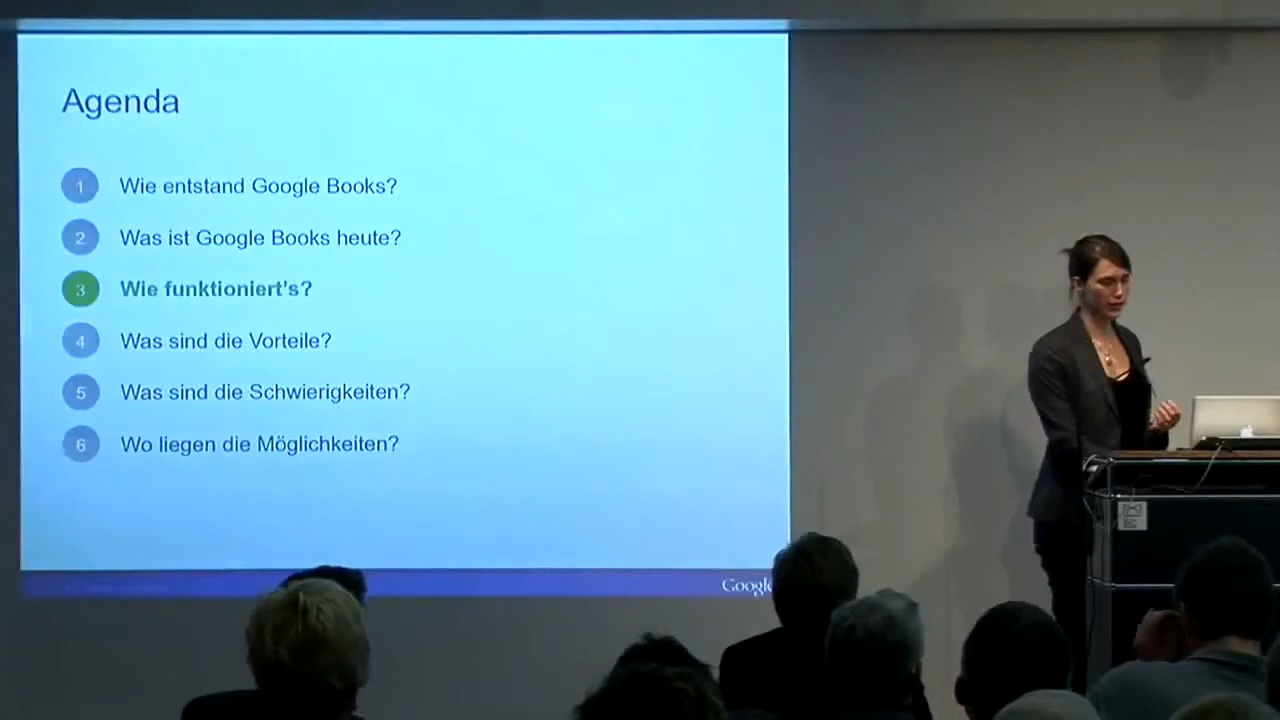 Agenda
1 Wie entstand Google Books?
2 Was ist Google Books heute?
3 Wie funktioniert's?
4 Was sind die Vorteile?
5 Was sind die Schwierigkeiten?
6 Wo liegen die Möglichkeiten?
Google